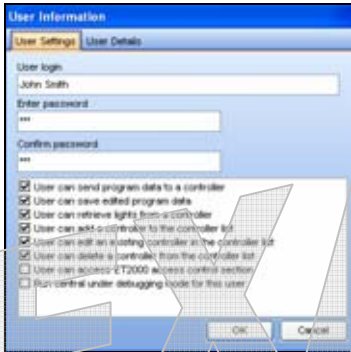 User Information
User Settings User Details
User login
John Smith
Enter password
***
Confirm password
***
User can send program data to a controller
User can save edited program data
User can retrieve lights from a controller
User can add a controller to the controller list
User can edit an existing controller in the controller list
User can delete a controller from the controller list
User can access ET2000 access control section
Run central under debugging mode for this user
OK Cancel